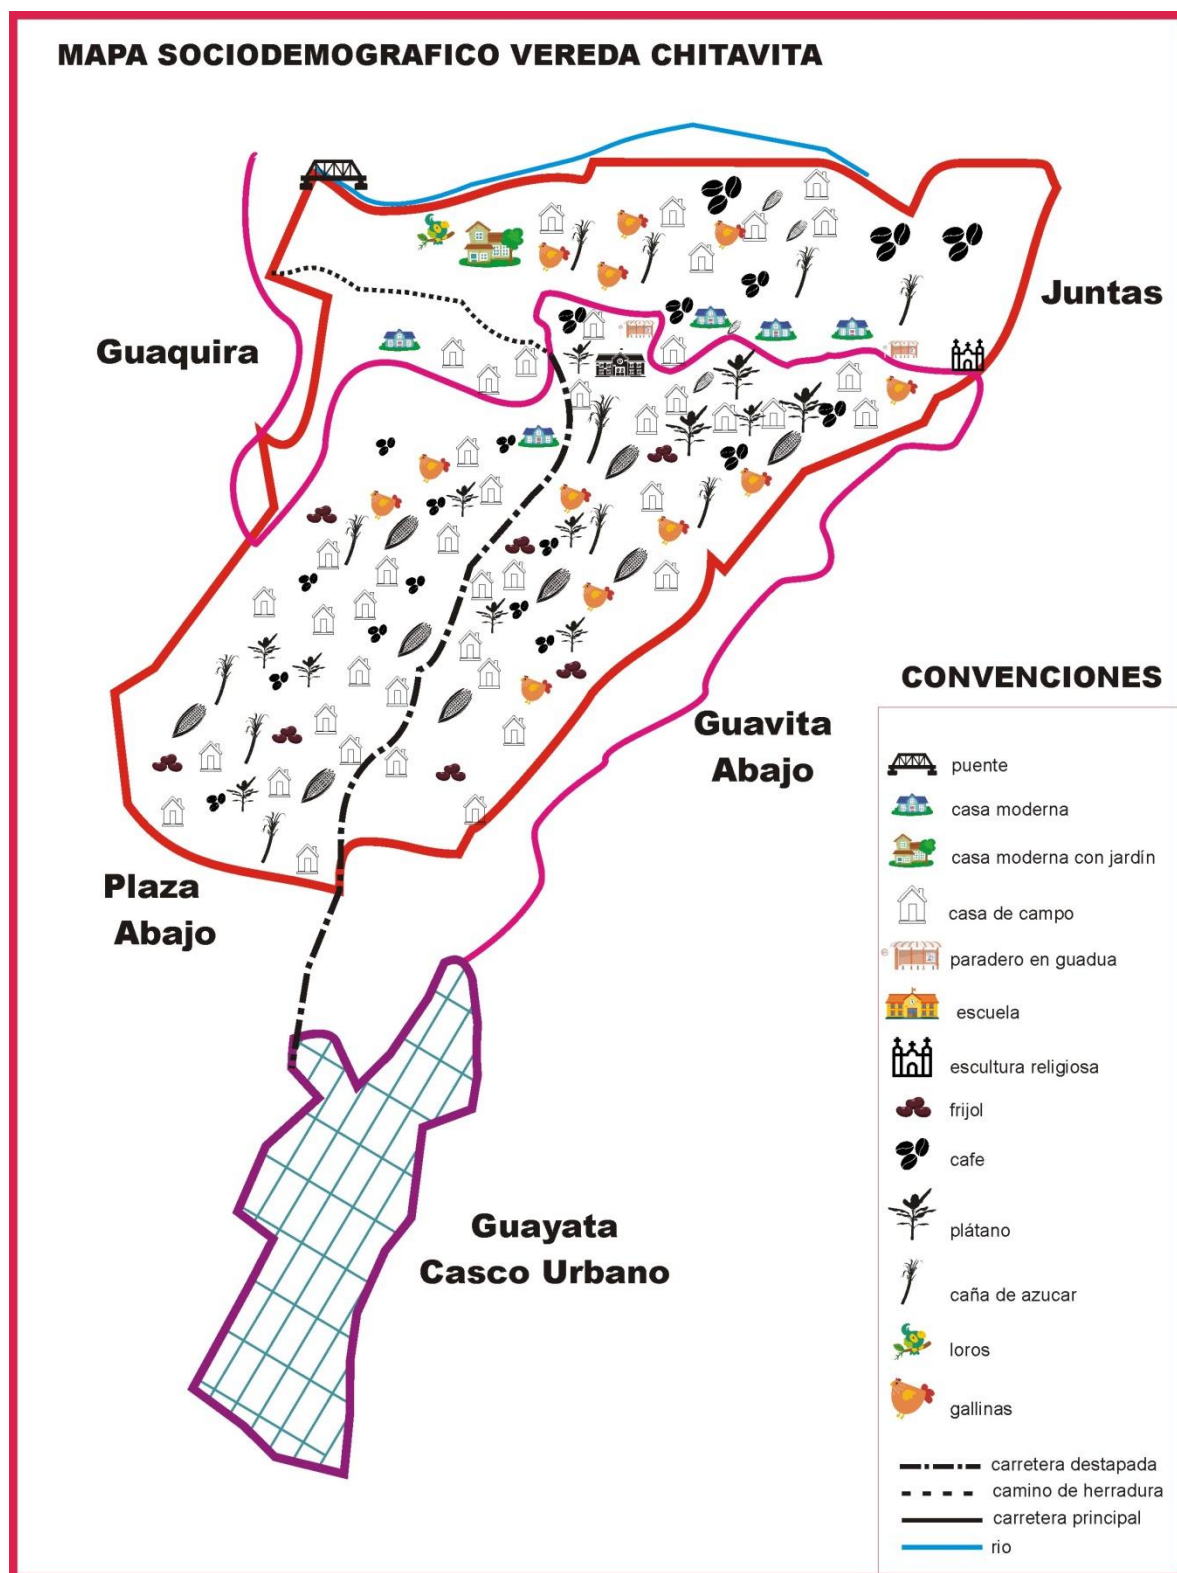 MAPA SOCIODEMOGRAFICO VEREDA CHITAVITA
Juntas
Guaquira
Guavita
Abajo
Plaza
Abajo
Guayata
Casco Urbano
CONVENCIONES
puente
casa moderna
casa moderna con jardín
casa de campo
paradero en guadua
escuela
escultura religiosa
frijol
cafe
plátano
caña de azucar
loros
gallinas
carretera destapada
camino de herradura
carretera principal
rio